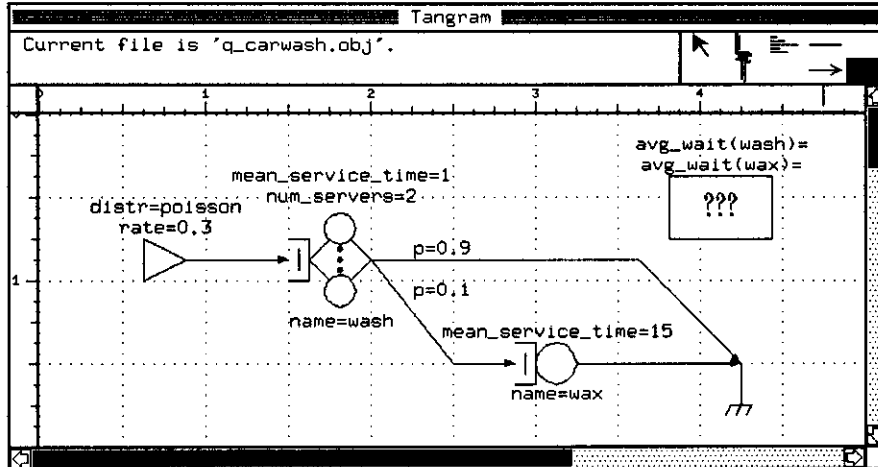 Tangram
Current file is 'q_carwash.obj'.
0 1 2 3 4
avg_wait(wash)=
avg_wait(wax)=
???
mean_service_time=1
num_servers=2
distr=poisson
rate=0.3
p=0.9
1
p=0.1
name=wash
mean_service_time=15
name=wax